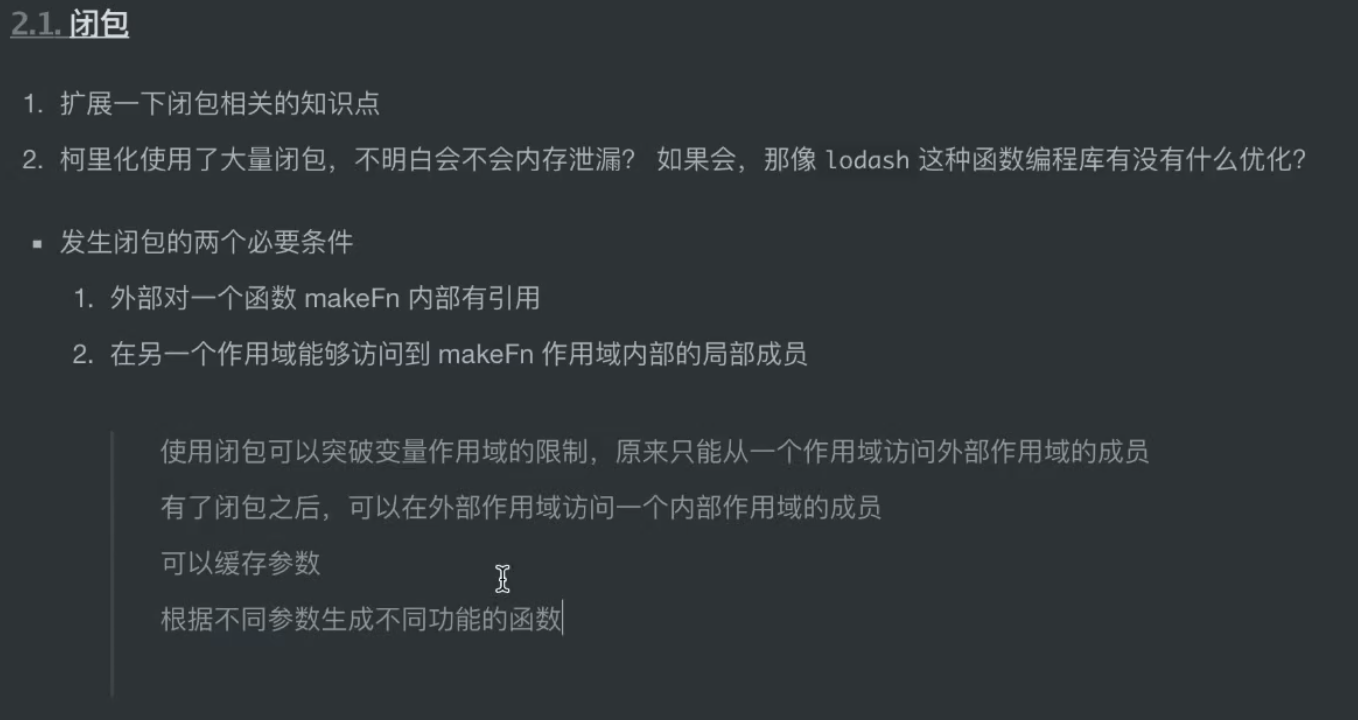 2.1. 闭包
1. 扩展一下闭包相关的知识点
2. 柯里化使用了大量闭包，不明白会不会内存泄漏？ 如果会，那像 lodash 这种函数编程库有没有什么优化？
▪ 发生闭包的两个必要条件
1. 外部对一个函数 makeFn 内部有引用
2. 在另一个作用域能够访问到 makeFn 作用域内部的局部成员
使用闭包可以突破变量作用域的限制，原来只能从一个作用域访问外部作用域的成员
有了闭包之后，可以在外部作用域访问一个内部作用域的成员
可以缓存参数
根据不同参数生成不同功能的函数